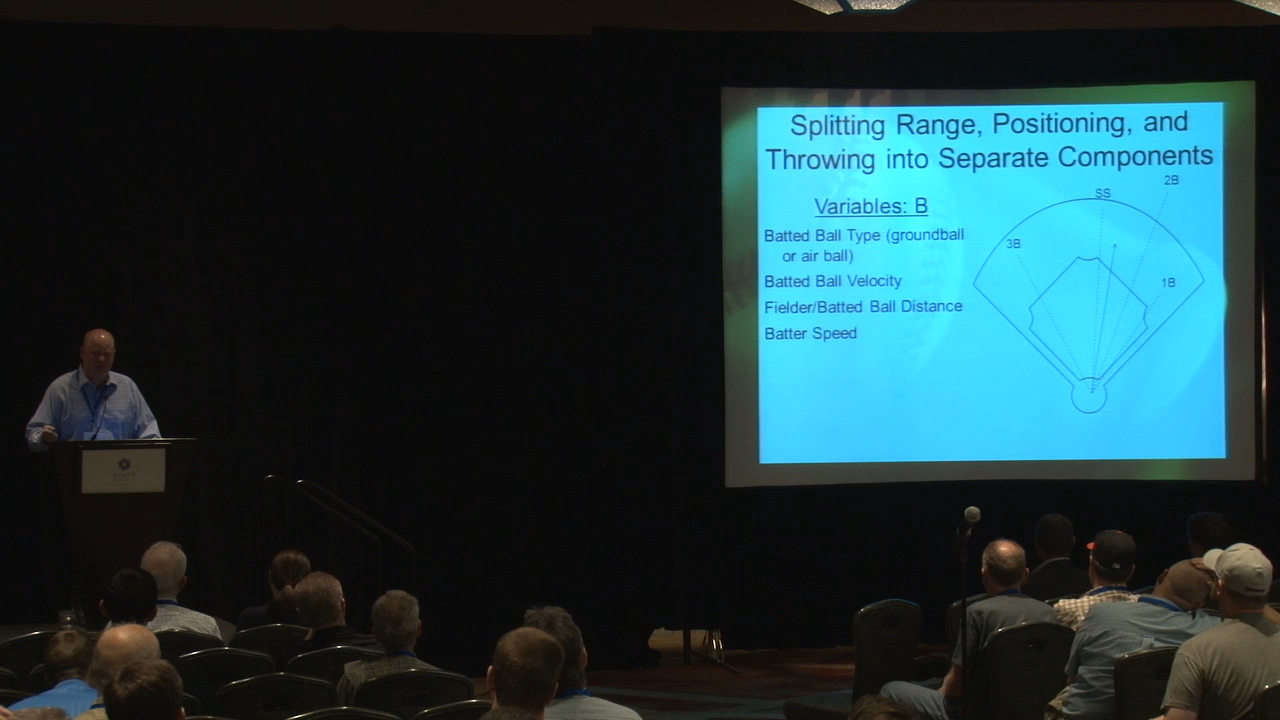 Splitting Range, Positioning, and
Throwing into Separate Components
Variables: B
Batted Ball Type (groundball
or air ball)
Batted Ball Velocity
Fielder/Batted Ball Distance
Batter Speed
2B
SS
3B
1B